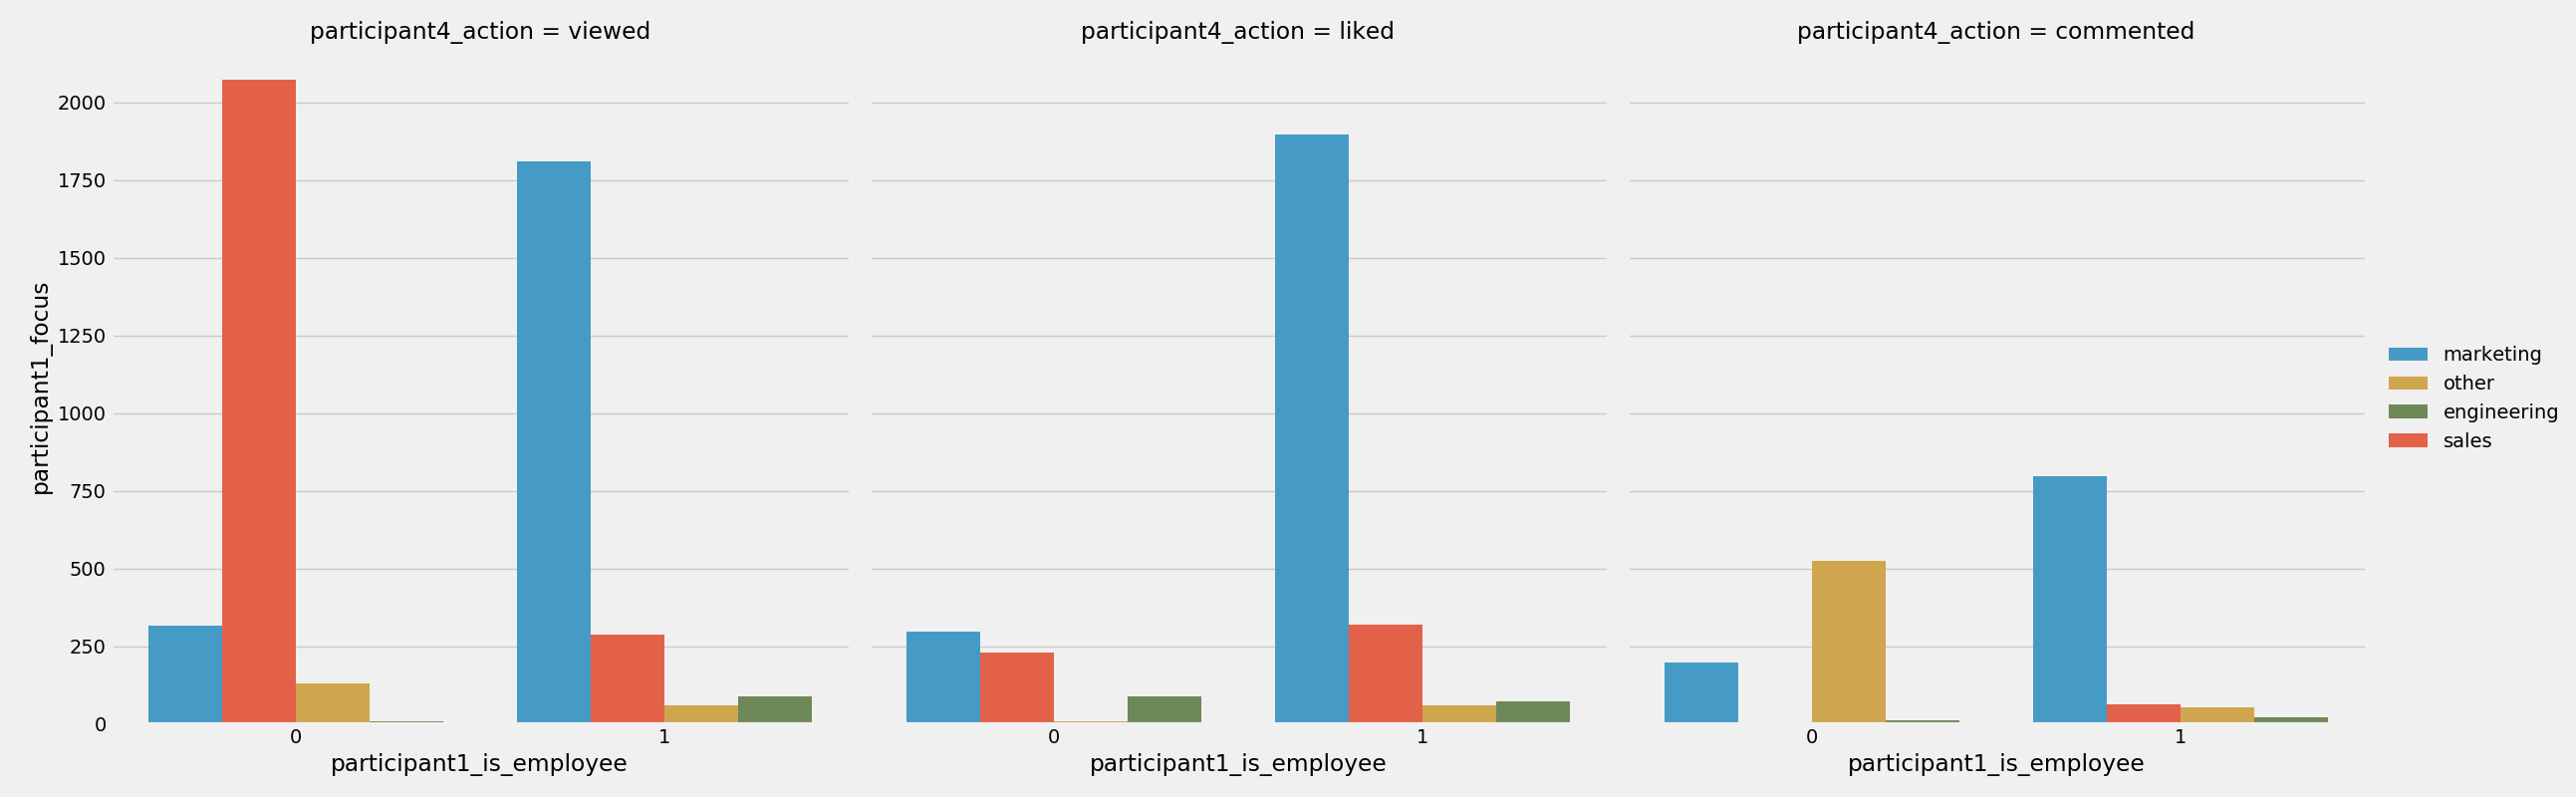 participant4_action = viewed
participant4_action = liked
participant4_action = commented
participant1_focus
2000
1750
1500
1250
1000
750
500
250
0
0 1
participant1_is_employee
0 1
participant1_is_employee
0 1
participant1_is_employee
marketing
other
engineering
sales